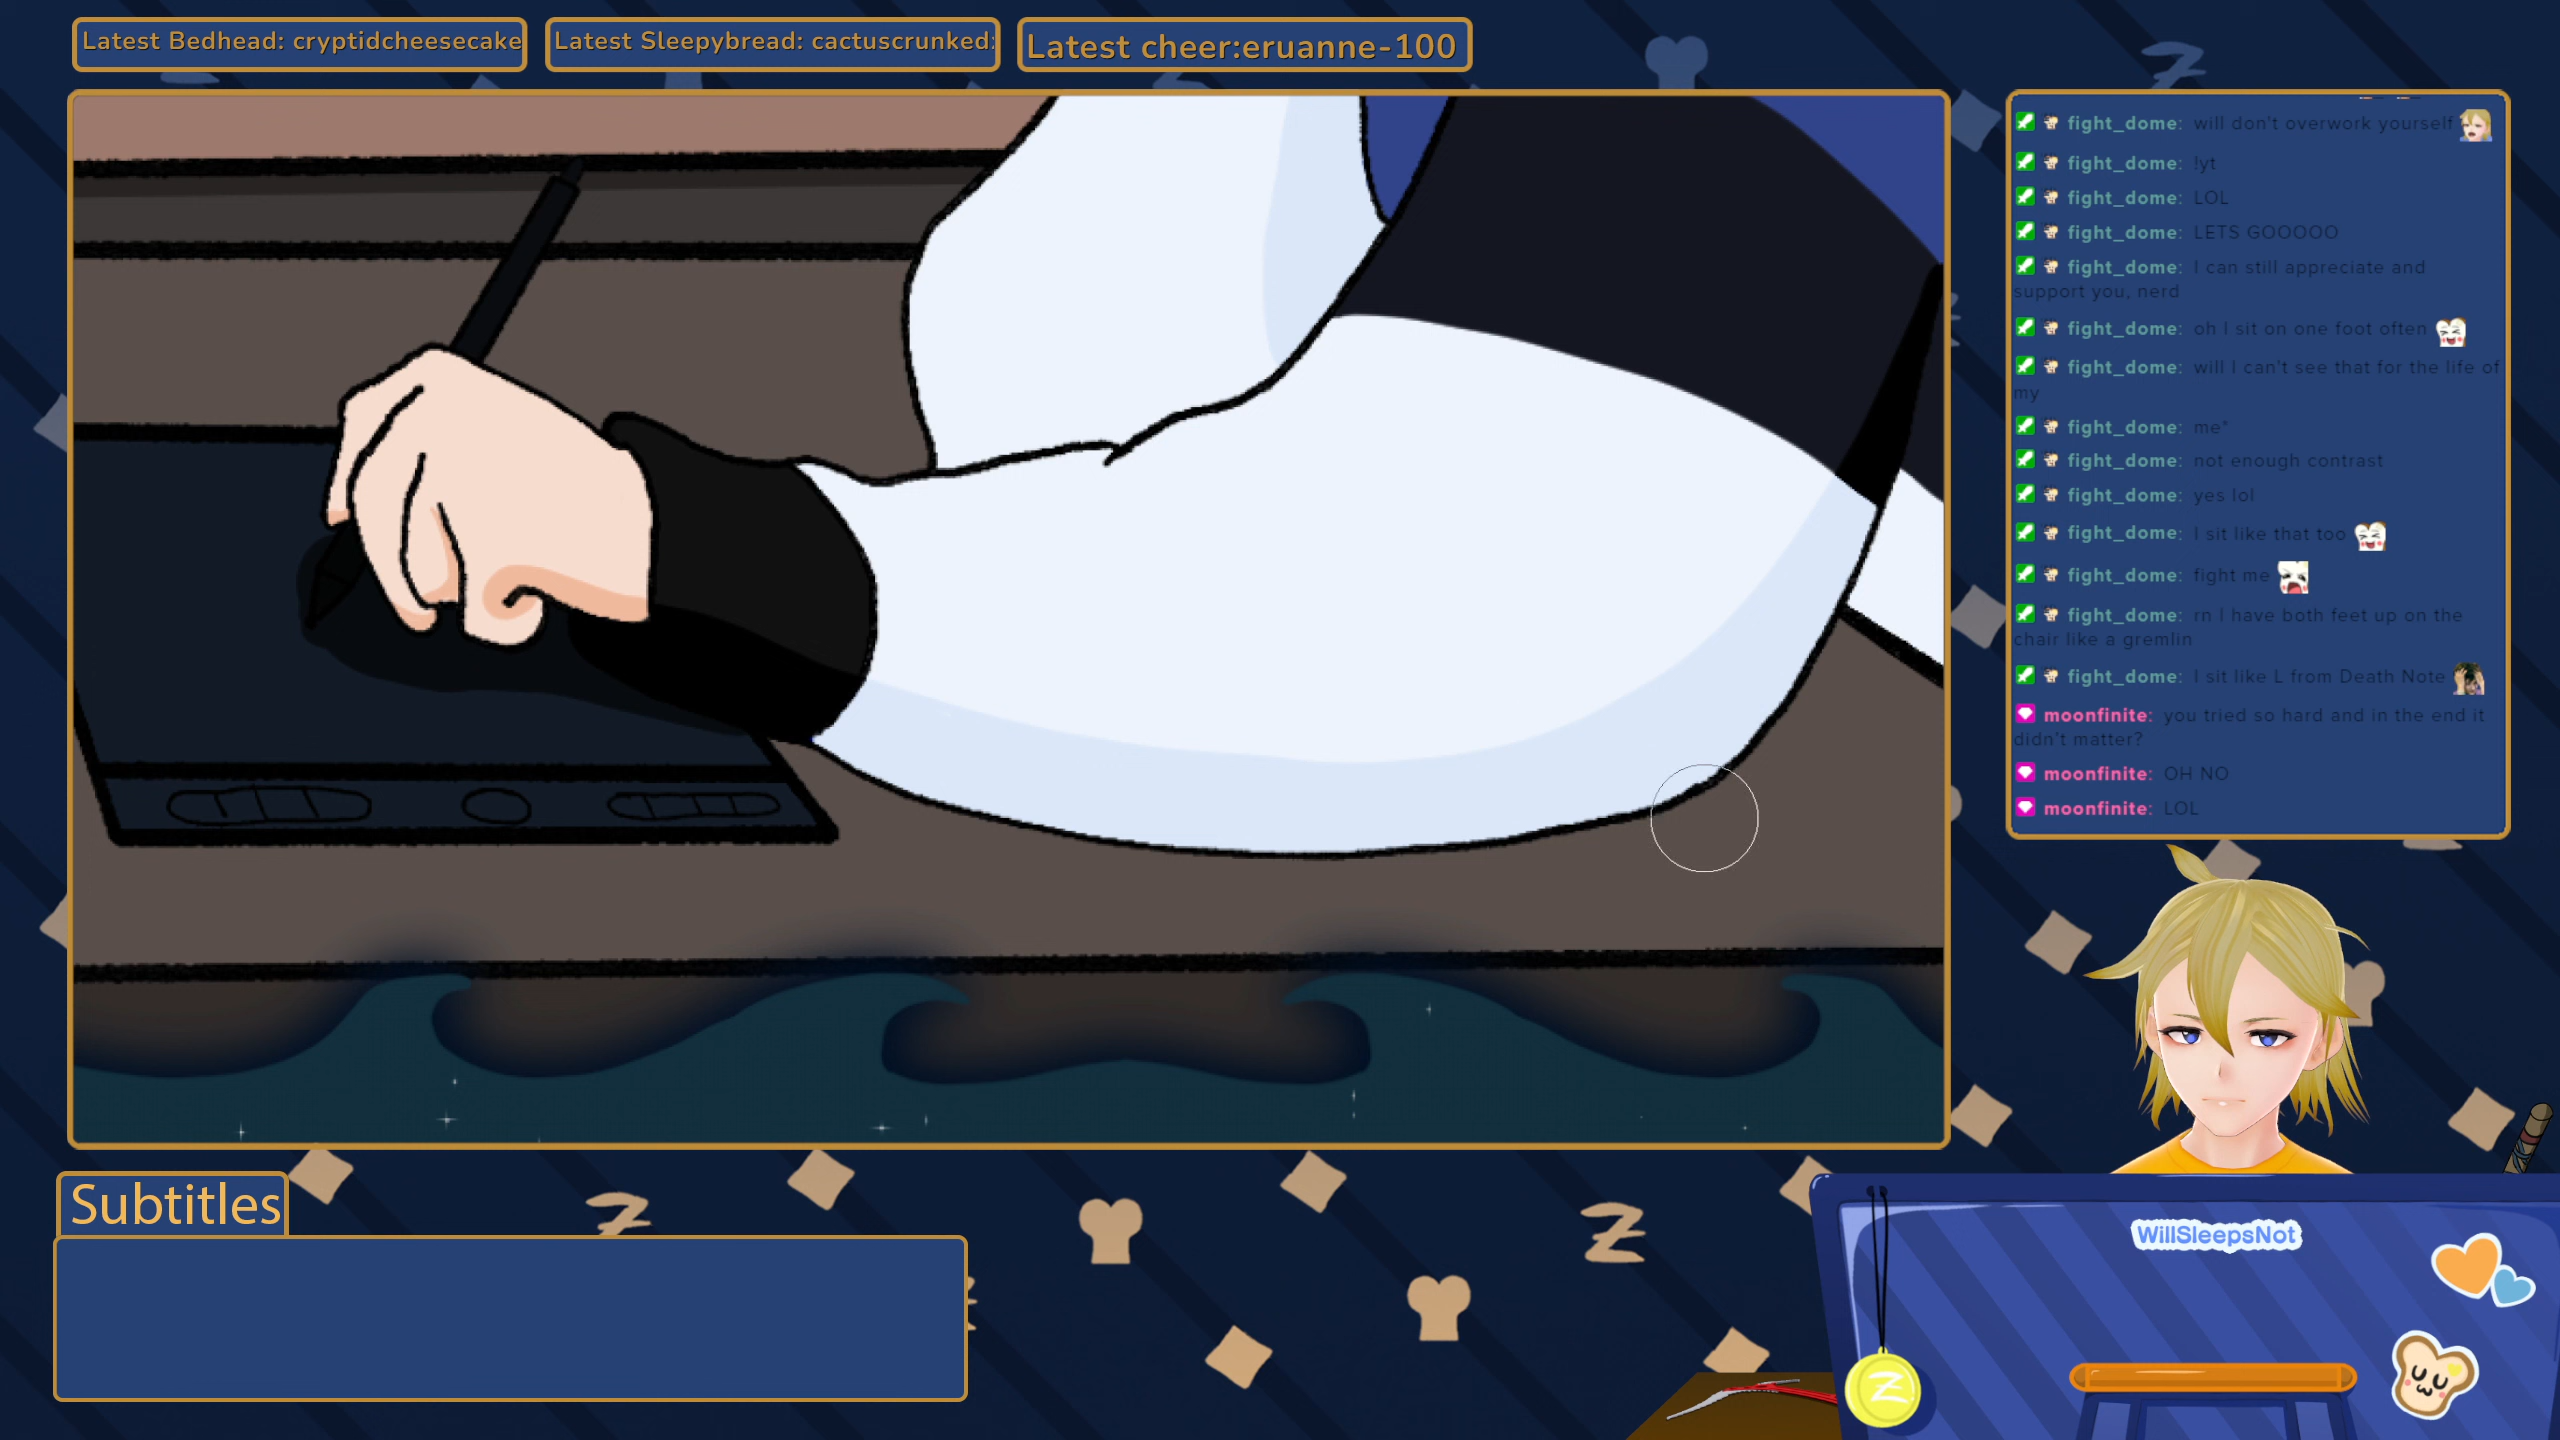 Latest Bedhead: cryptidcheesecake
Latest Sleepybread: cactuscrunked:
Latest cheer:eruanne-100
fight_dome: will don't overwork yourself
fight_dome: !yt
fight_dome: LOL
fight_dome: LETS GOOOOO
fight_dome: I can still appreciate and
support you, nerd
fight_dome: oh I sit on one foot often
fight_dome: will I can't see that for the life of
my
fight_dome: me*
fight_dome: not enough contrast
fight_dome: yes lol
fight_dome: I sit like that too
fight_dome: fight me
fight_dome: rn I have both feet up on the
chair like a gremlin
fight_dome: I sit like L from Death Note
moonfinite: you tried so hard and in the end it
didn't matter?
moonfinite: OH NO
moonfinite: LOL
Subtitles
WillSleepsNot
Z